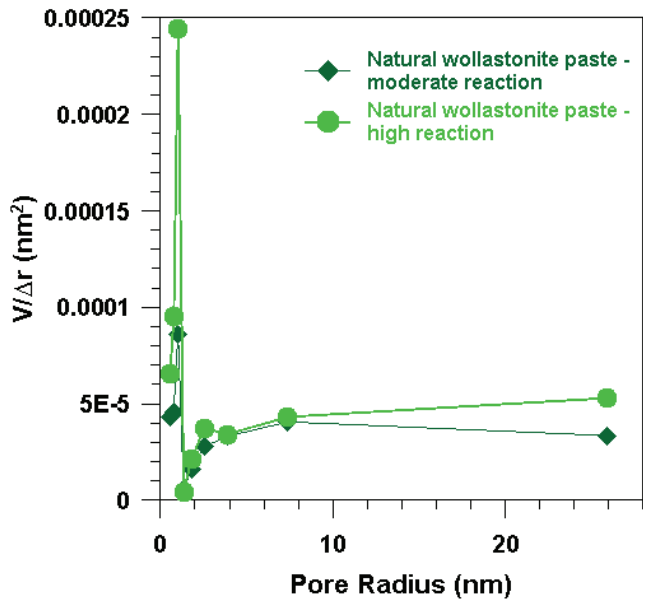 0.00025
0.0002
0.00015
0.0001
5E-5
0
V/Δr (nm²)
Natural wollastonite paste -
moderate reaction
Natural wollastonite paste -
high reaction
0
10
20
Pore Radius (nm)